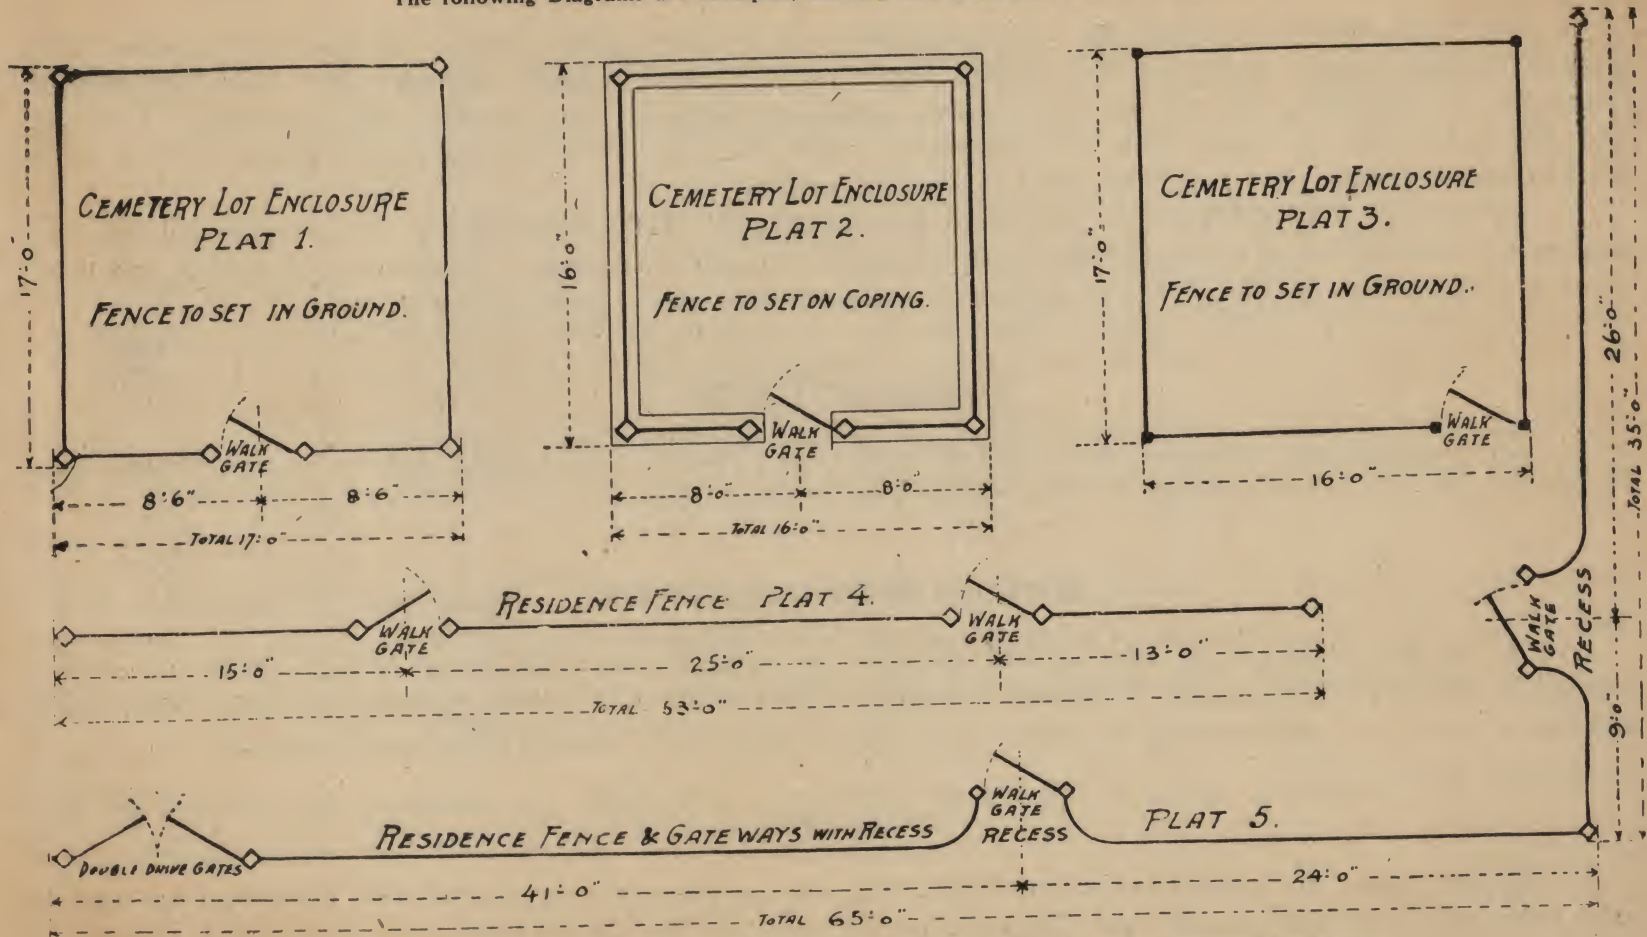 The following Diagrams
CEMETERY LOT ENCLOSURE
PLAT 1.
FENCE TO SET IN GROUND.
WALK
GATE
17'-0"
8'-6"
8'-6"
TOTAL 17'-0"
CEMETERY LOT ENCLOSURE
PLAT 2.
FENCE TO SET ON COPING.
WALK
GATE
16'-0"
8'-0"
8'-0"
TOTAL 16'-0"
CEMETERY LOT ENCLOSURE
PLAT 3.
FENCE TO SET IN GROUND.
WALK
GATE
17'-0"
16'-0"
RESIDENCE FENCE PLAT 4.
WALK
GATE
WALK
GATE
15'-0"
25'-0"
13'-0"
TOTAL 53'-0"
RESIDENCE FENCE & GATEWAYS WITH RECESS
PLAT 5.
DOUBLE DRIVE GATES
WALK
GATE
RECESS
41'-0"
24'-0"
TOTAL 65'-0"
WALK
GATE
RECESS
26'-0"
9'-0"
TOTAL 35'-0"